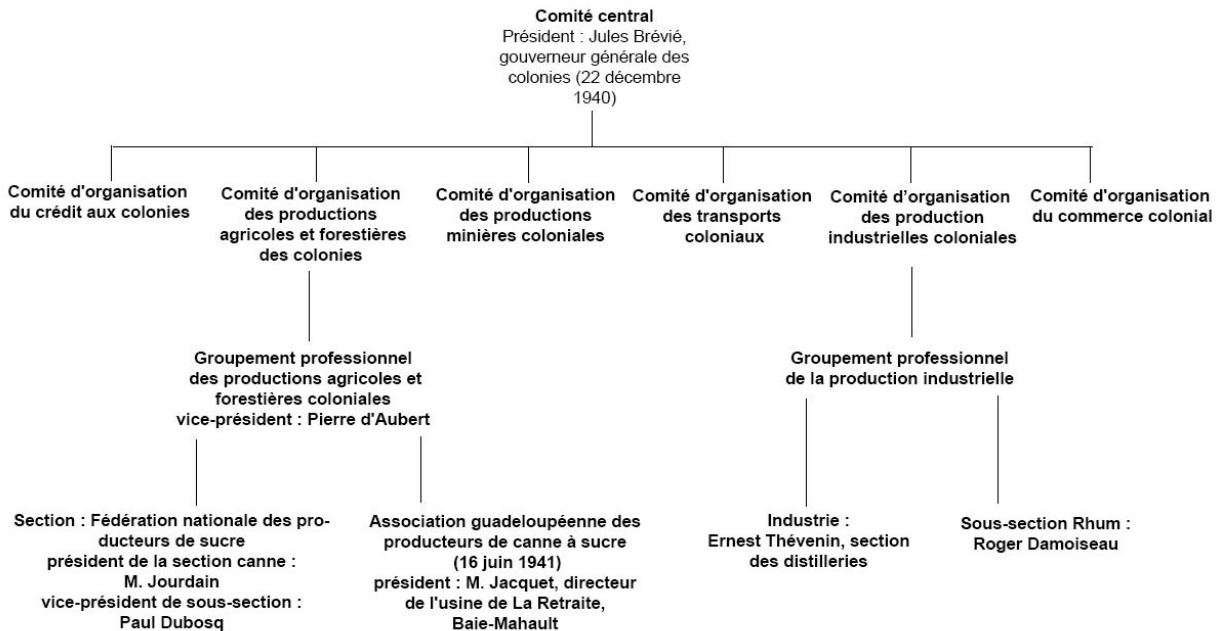 Comité central
Président : Jules Brévié,
gouverneur générale des
colonies (22 décembre
1940)
Comité d'organisation
du crédit aux colonies
Comité d'organisation
des productions
agricoles et forestières
des colonies
Comité d'organisation
des productions
minières coloniales
Comité d'organisation
des transports
coloniaux
Comité d’organisation
des production
industrielles coloniales
Comité d'organisation
du commerce colonial
Groupement professionnel
des productions agricoles et
forestières coloniales
vice-président : Pierre d'Aubert
Groupement professionnel
de la production industrielle
Section : Fédération nationale des pro-
ducteurs de sucre
président de la section canne :
M. Jourdain
vice-président de sous-section :
Paul Dubosq
Association guadeloupéenne des
producteurs de canne à sucre
(16 juin 1941)
président : M. Jacquet, directeur
de l'usine de La Retraite,
Baie-Mahault
Industrie :
Ernest Thévenin, section
des distilleries
Sous-section Rhum :
Roger Damoiseau